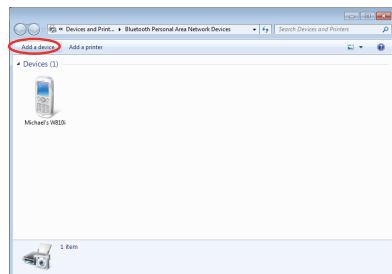 « Devices and Print... ▸ Bluetooth Personal Area Network Devices
Search Devices and Printers
Add a device Add a printer
Devices (1)
Michael's W810i
1 item